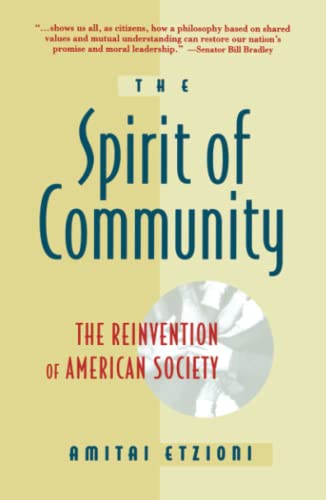 “...shows us all, as citizens, how a philosophy based on shared
values and mutual understanding can restore our nation’s
promise and moral leadership.” —Senator Bill Bradley
THE
Spirit of
Community
THE REINVENTION
OF AMERICAN SOCIETY
AMITAI ETZIONI